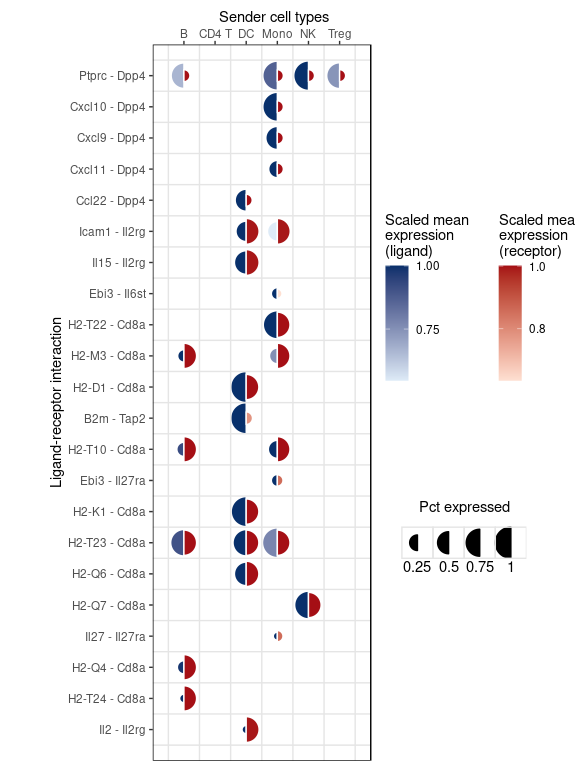 Sender cell types
B CD4 T DC Mono NK Treg
Ligand-receptor interaction
Ptprc - Dpp4
Cxcl10 - Dpp4
Cxcl9 - Dpp4
Cxcl11 - Dpp4
Ccl22 - Dpp4
Icam1 - Il2rg
Il15 - Il2rg
Ebi3 - Il6st
H2-T22 - Cd8a
H2-M3 - Cd8a
H2-D1 - Cd8a
B2m - Tap2
H2-T10 - Cd8a
Ebi3 - Il27ra
H2-K1 - Cd8a
H2-T23 - Cd8a
H2-Q6 - Cd8a
H2-Q7 - Cd8a
Il27 - Il27ra
H2-Q4 - Cd8a
H2-T24 - Cd8a
Il2 - Il2rg
Scaled mean
expression
(ligand)
1.00
0.75
Scaled mea
expression
(receptor)
1.0
0.8
Pct expressed
0.25 0.5 0.75 1